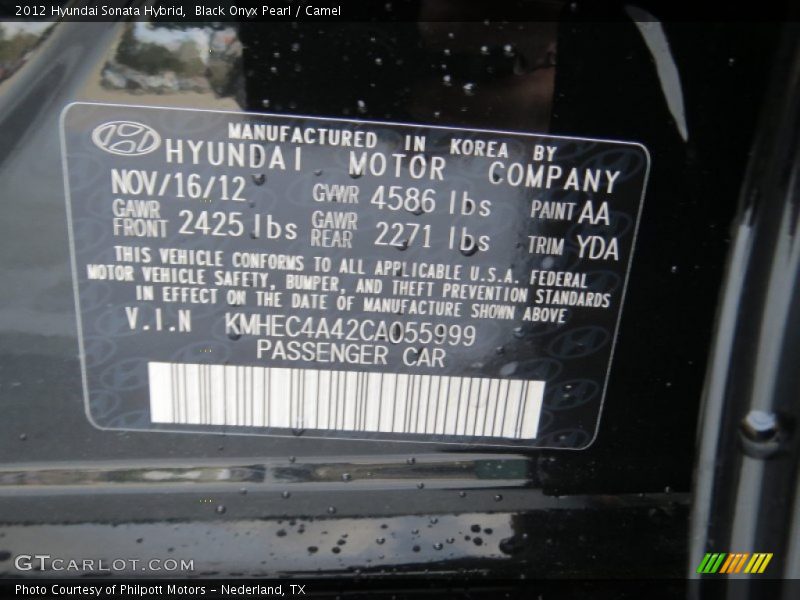 2012 Hyundai Sonata Hybrid, Black Onyx Pearl / Camel
MANUFACTURED IN KOREA BY
HYUNDAI MOTOR COMPANY
NOV/16/12 GVWR 4586 lbs PAINT AA
GAWR FRONT 2425 lbs GAWR REAR 2271 lbs TRIM YDA
THIS VEHICLE CONFORMS TO ALL APPLICABLE U.S.A. FEDERAL
MOTOR VEHICLE SAFETY, BUMPER, AND THEFT PREVENTION STANDARDS
IN EFFECT ON THE DATE OF MANUFACTURE SHOWN ABOVE
V.I.N KMHEC4A42CA055999
PASSENGER CAR
GTCARLOT.COM
Photo Courtesy of Philpott Motors - Nederland, TX